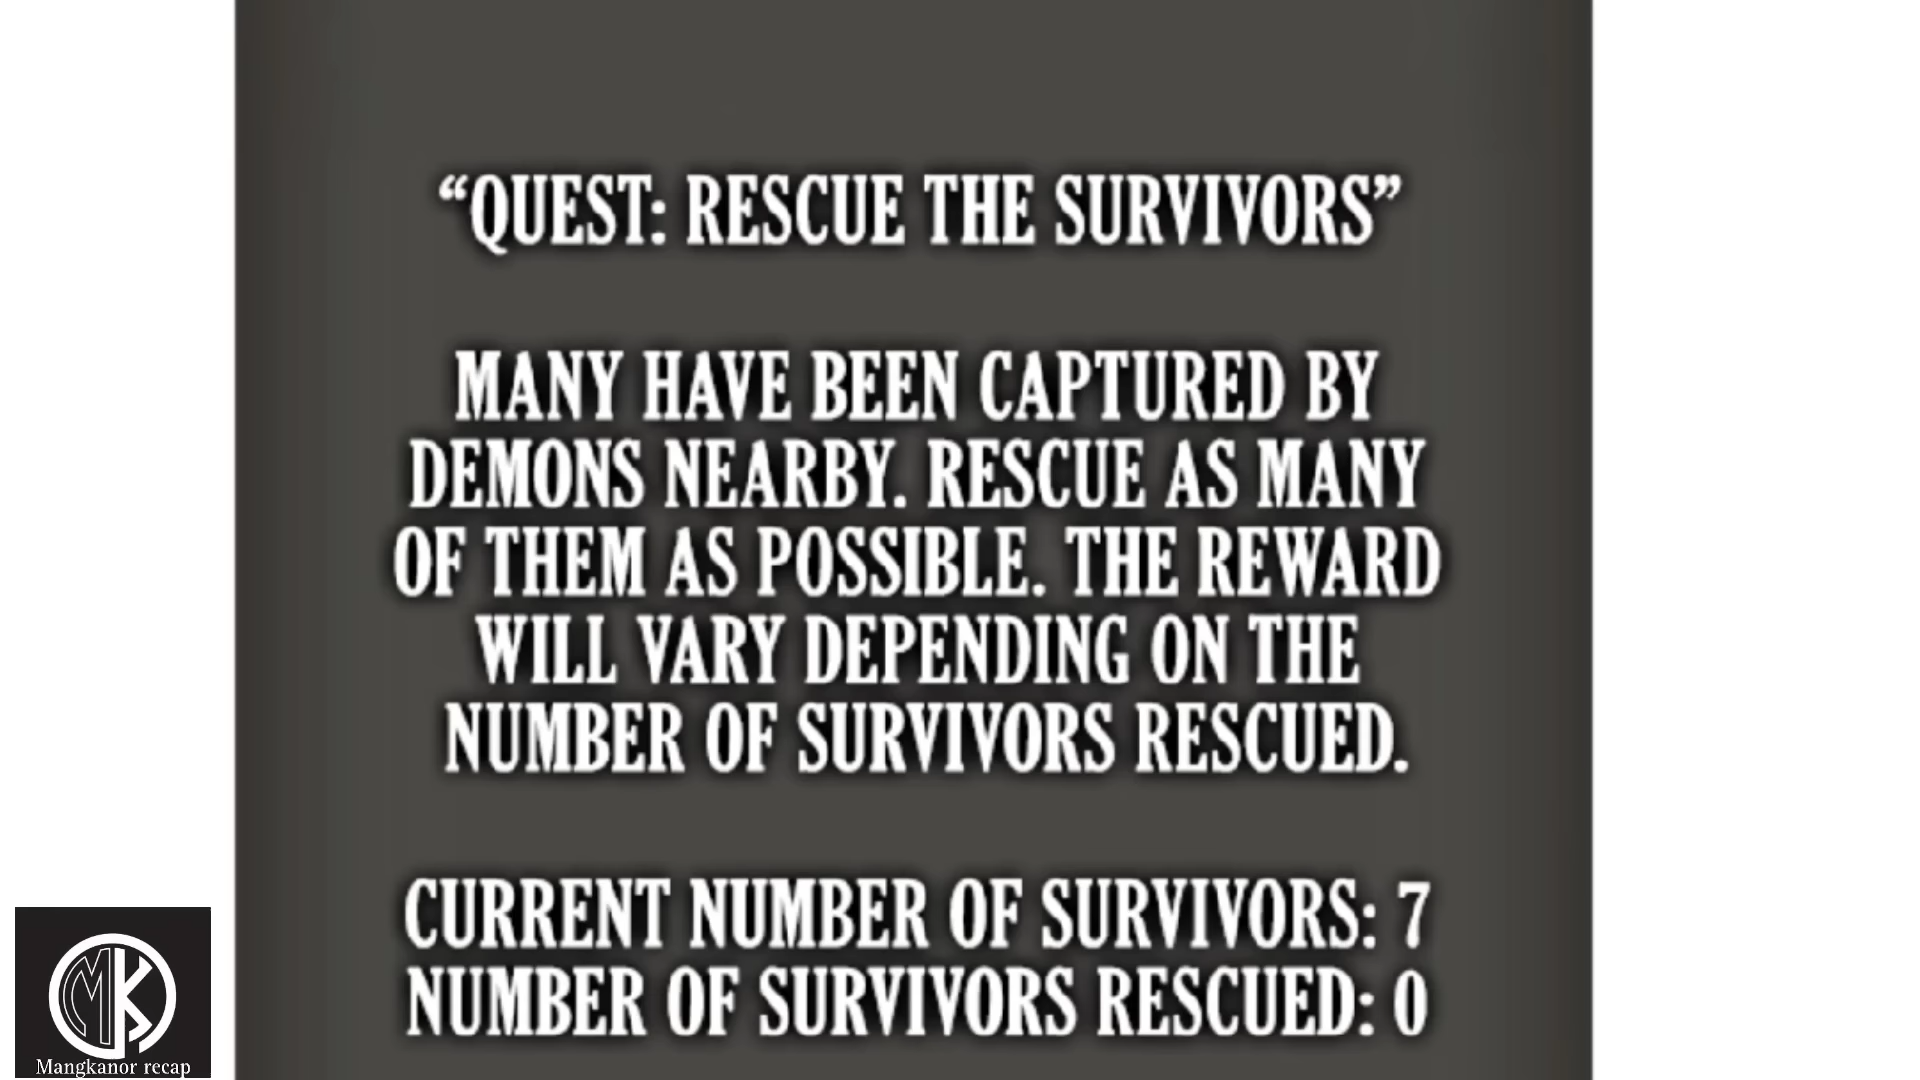 “QUEST: RESCUE THE SURVIVORS”
MANY HAVE BEEN CAPTURED BY
DEMONS NEARBY. RESCUE AS MANY
OF THEM AS POSSIBLE. THE REWARD
WILL VARY DEPENDING ON THE
NUMBER OF SURVIVORS RESCUED.
CURRENT NUMBER OF SURVIVORS: 7
NUMBER OF SURVIVORS RESCUED: 0
MK
Mangkanor recap